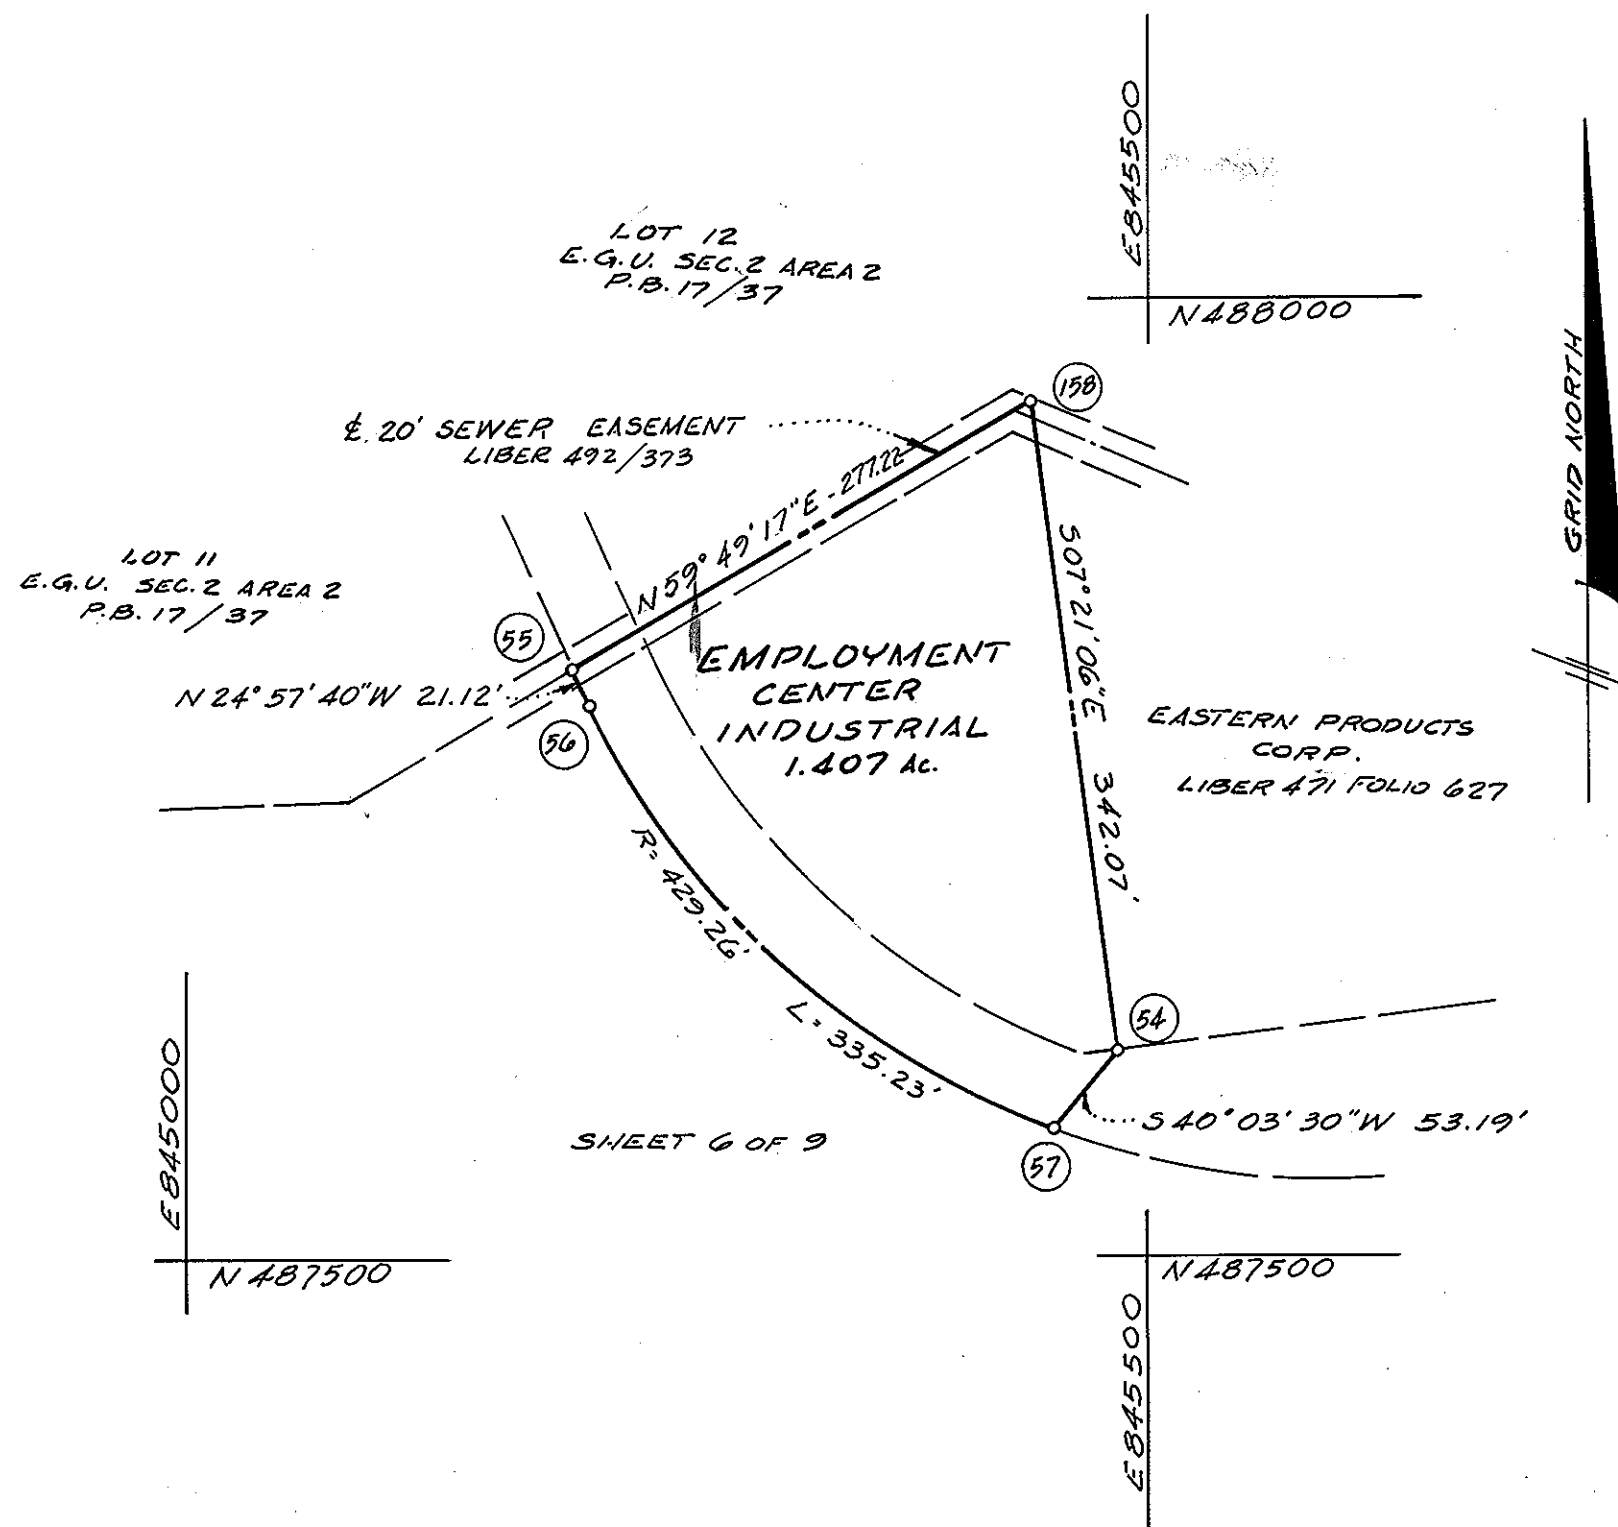 E845500
N488000
LOT 12
E.G.U. SEC. 2 AREA 2
P.B. 17/37
GRID NORTH
158
℄ 20' SEWER EASEMENT
LIBER 492/373
N 59° 49' 17" E - 277.22
LOT 11
E.G.U. SEC. 2 AREA 2
P.B. 17/37
55
N 24° 57' 40" W 21.12'
56
EMPLOYMENT
CENTER
INDUSTRIAL
1.407 Ac.
S07° 21' 06" E 342.07'
EASTERN PRODUCTS
CORP.
LIBER 471 FOLIO 627
R= 429.26'
L= 335.23'
54
S 40° 03' 30" W 53.19'
57
SHEET 6 OF 9
E845000
N487500
N487500
E845500